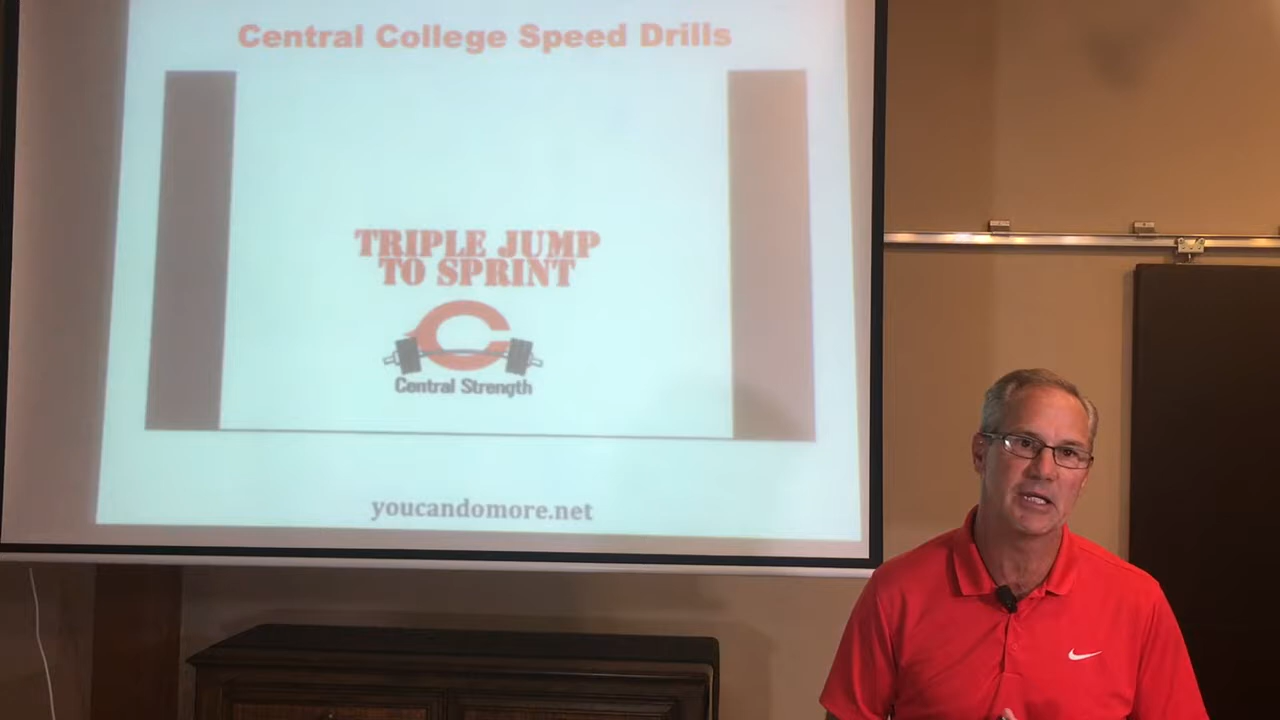 Central College Speed Drills
TRIPLE JUMP
TO SPRINT
Central Strength
youcandomore.net